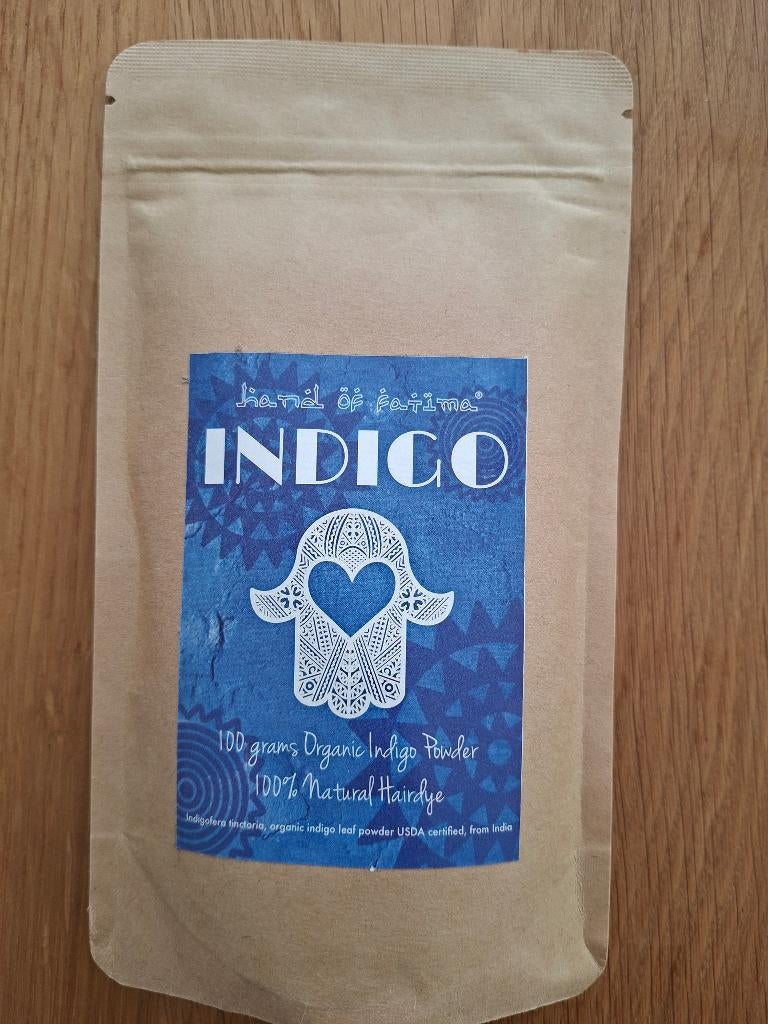 hand öf fatima®
INDIGO
100 grams Organic Indigo Powder
100% Natural Hairdye
Indigofera tinctoria, organic indigo leaf powder USDA certified, from India